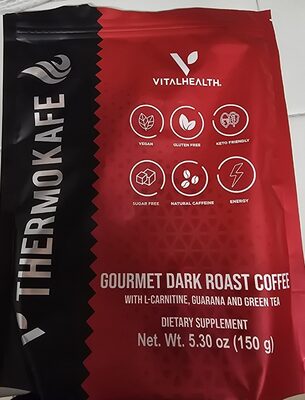 VITALHEALTH®
VEGAN
GLUTEN FREE
KETO FRIENDLY
SUGAR FREE
NATURAL CAFFEINE
ENERGY
THERMOKAFE
GOURMET DARK ROAST COFFEE
WITH L-CARNITINE, GUARANA AND GREEN TEA
DIETARY SUPPLEMENT
Net. Wt. 5.30 oz (150 g)